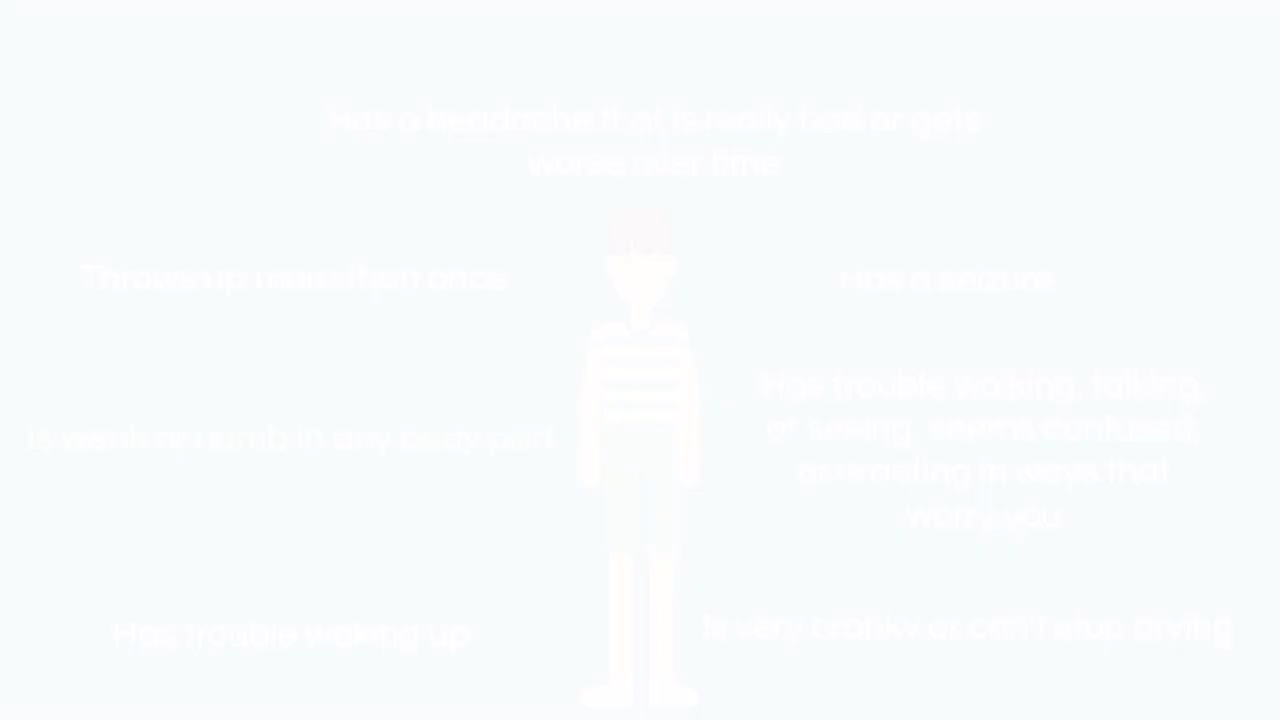 Has a headache that is really bad or gets
worse over time
Throws up more than once
Has a seizure
Is weak or numb in any body part
Has trouble walking, talking,
or seeing, seems confused,
or acting in ways that
worry you
Has trouble waking up
Is very cranky or can't stop crying